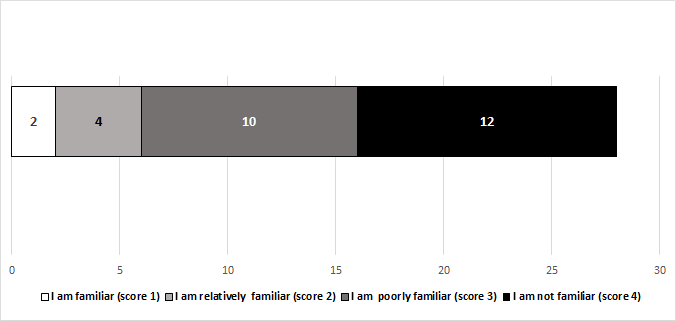 2 4 10 12
0 5 10 15 20 25 30
I am familiar (score 1) I am relatively familiar (score 2) I am poorly familiar (score 3) I am not familiar (score 4)